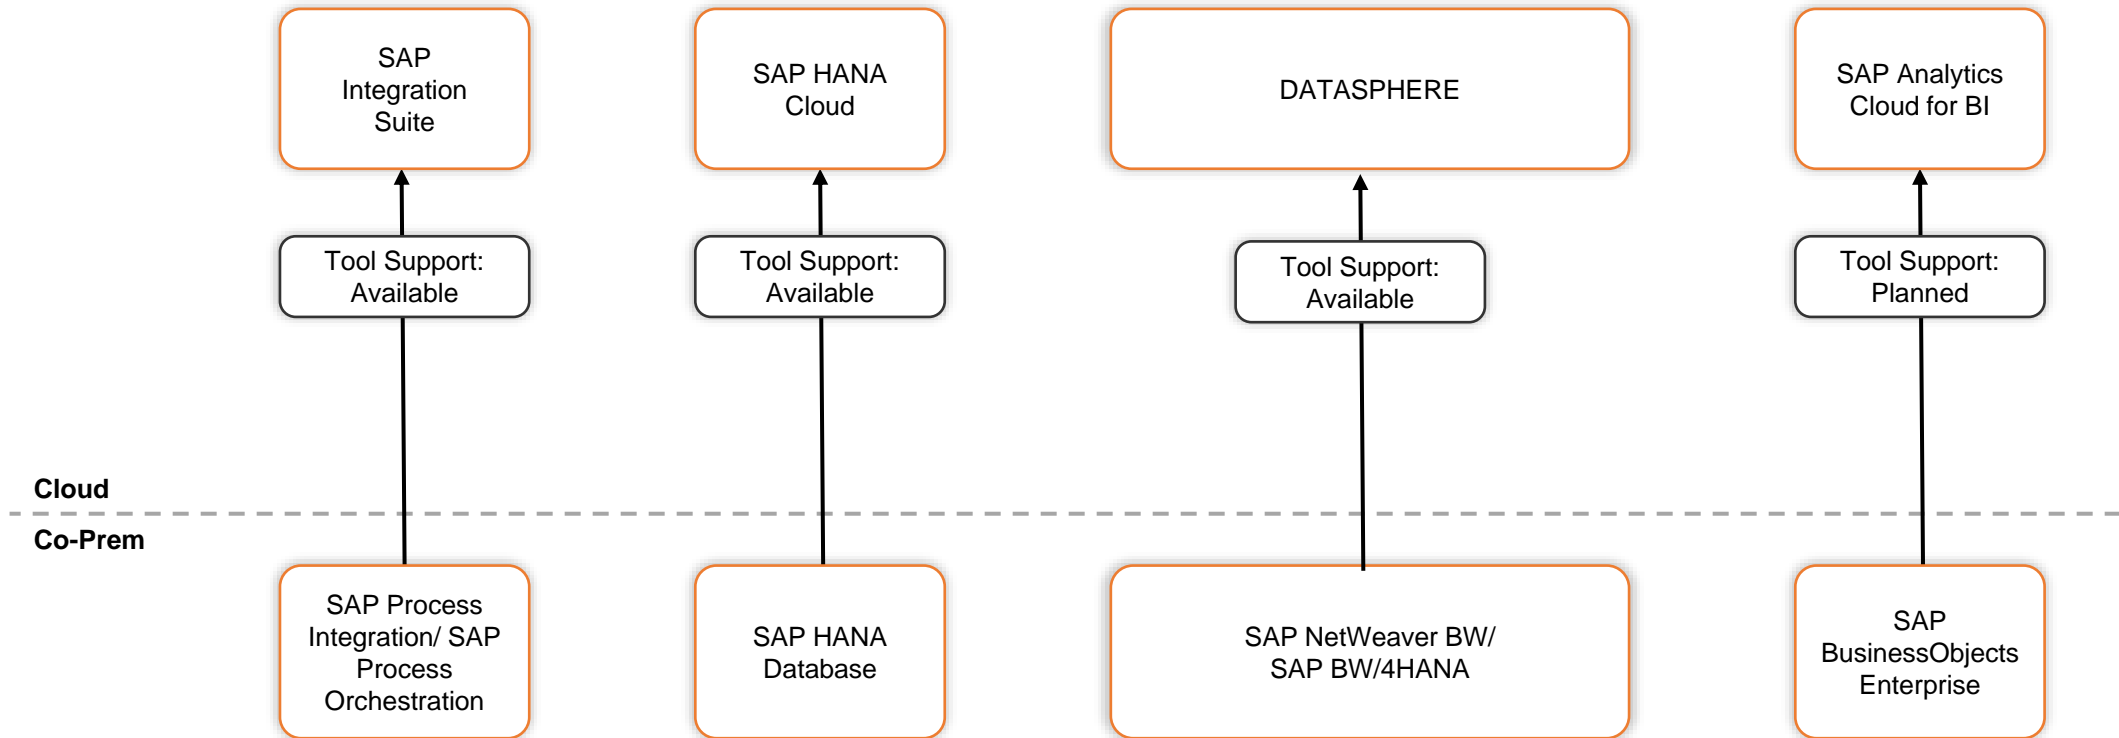 SAP
Integration
Suite
SAP HANA
Cloud
DATASPHERE
SAP Analytics
Cloud for BI
Tool Support:
Available
Tool Support:
Available
Tool Support:
Available
Tool Support:
Planned
Cloud
Co-Prem
SAP Process
Integration/ SAP
Process
Orchestration
SAP HANA
Database
SAP NetWeaver BW/
SAP BW/4HANA
SAP
BusinessObjects
Enterprise